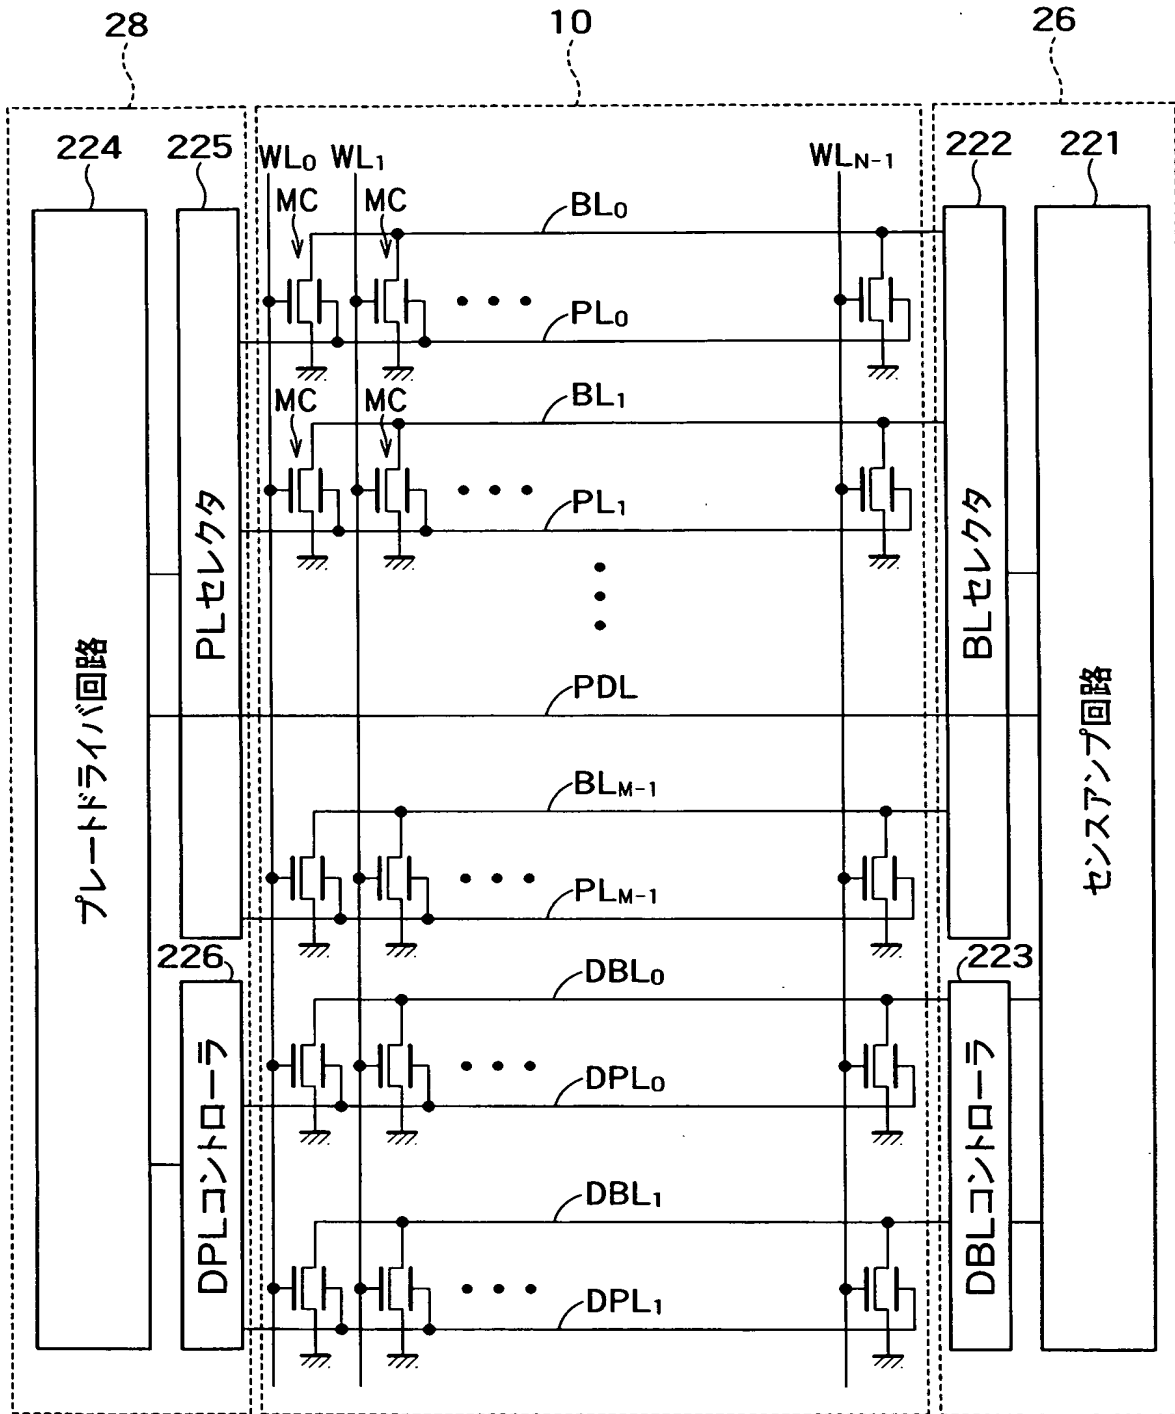 28
10
26
224
225
WL0
WL1
WLN-1
222
221
MC
MC
BL0
PL0
MC
MC
BL1
PL1
PLセレクタ
BLセレクタ
PDL
プレートドライバ回路
センスアンプ回路
BLM-1
PLM-1
226
223
DBL0
DPL0
DPLコントローラ
DBLコントローラ
DBL1
DPL1